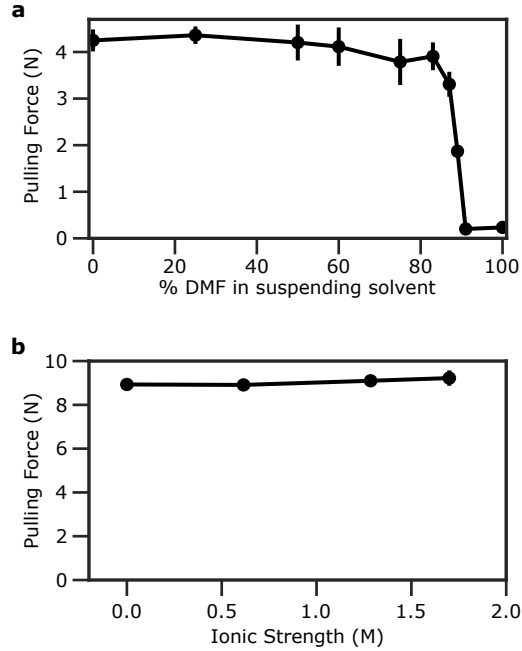 a
Pulling Force (N)
4
3
2
1
0
0 20 40 60 80 100
% DMF in suspending solvent
b
Pulling Force (N)
10
8
6
4
2
0
0.0 0.5 1.0 1.5 2.0
Ionic Strength (M)